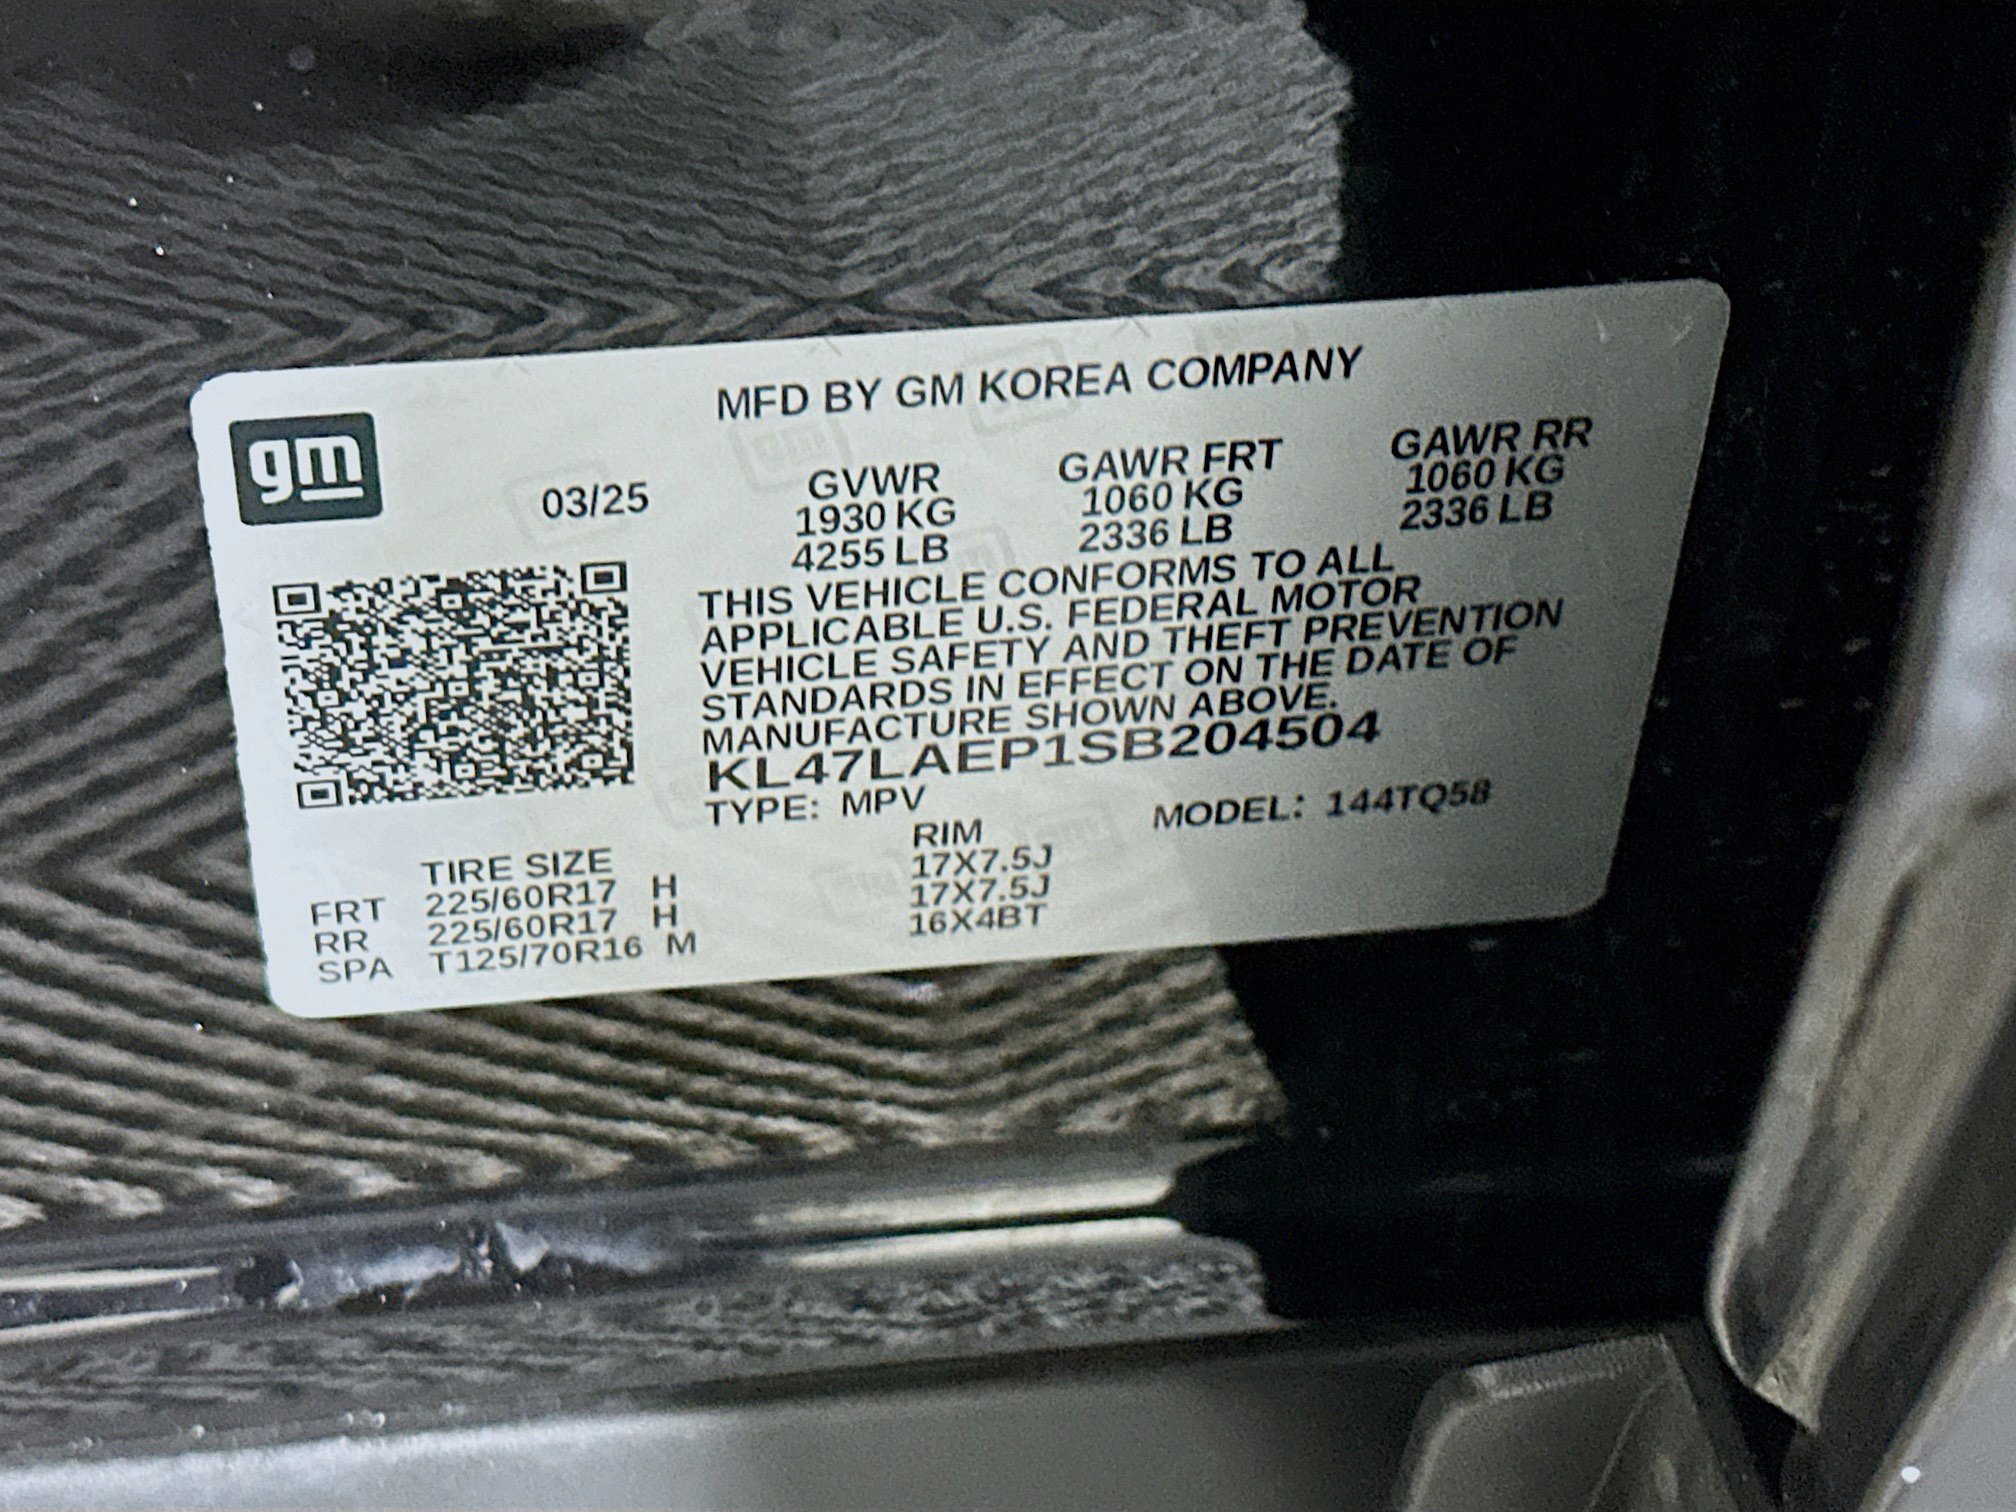 MFD BY GM KOREA COMPANY
gm
03/25
GVWR GAWR FRT GAWR RR
1930 KG 1060 KG 1060 KG
4255 LB 2336 LB 2336 LB
THIS VEHICLE CONFORMS TO ALL
APPLICABLE U.S. FEDERAL MOTOR
VEHICLE SAFETY AND THEFT PREVENTION
STANDARDS IN EFFECT ON THE DATE OF
MANUFACTURE SHOWN ABOVE.
KL47LAEP1SB204504
TYPE: MPV MODEL: 144TQ58
TIRE SIZE RIM
FRT 225/60R17 H 17X7.5J
RR 225/60R17 H 17X7.5J
SPA T125/70R16 M 16X4BT